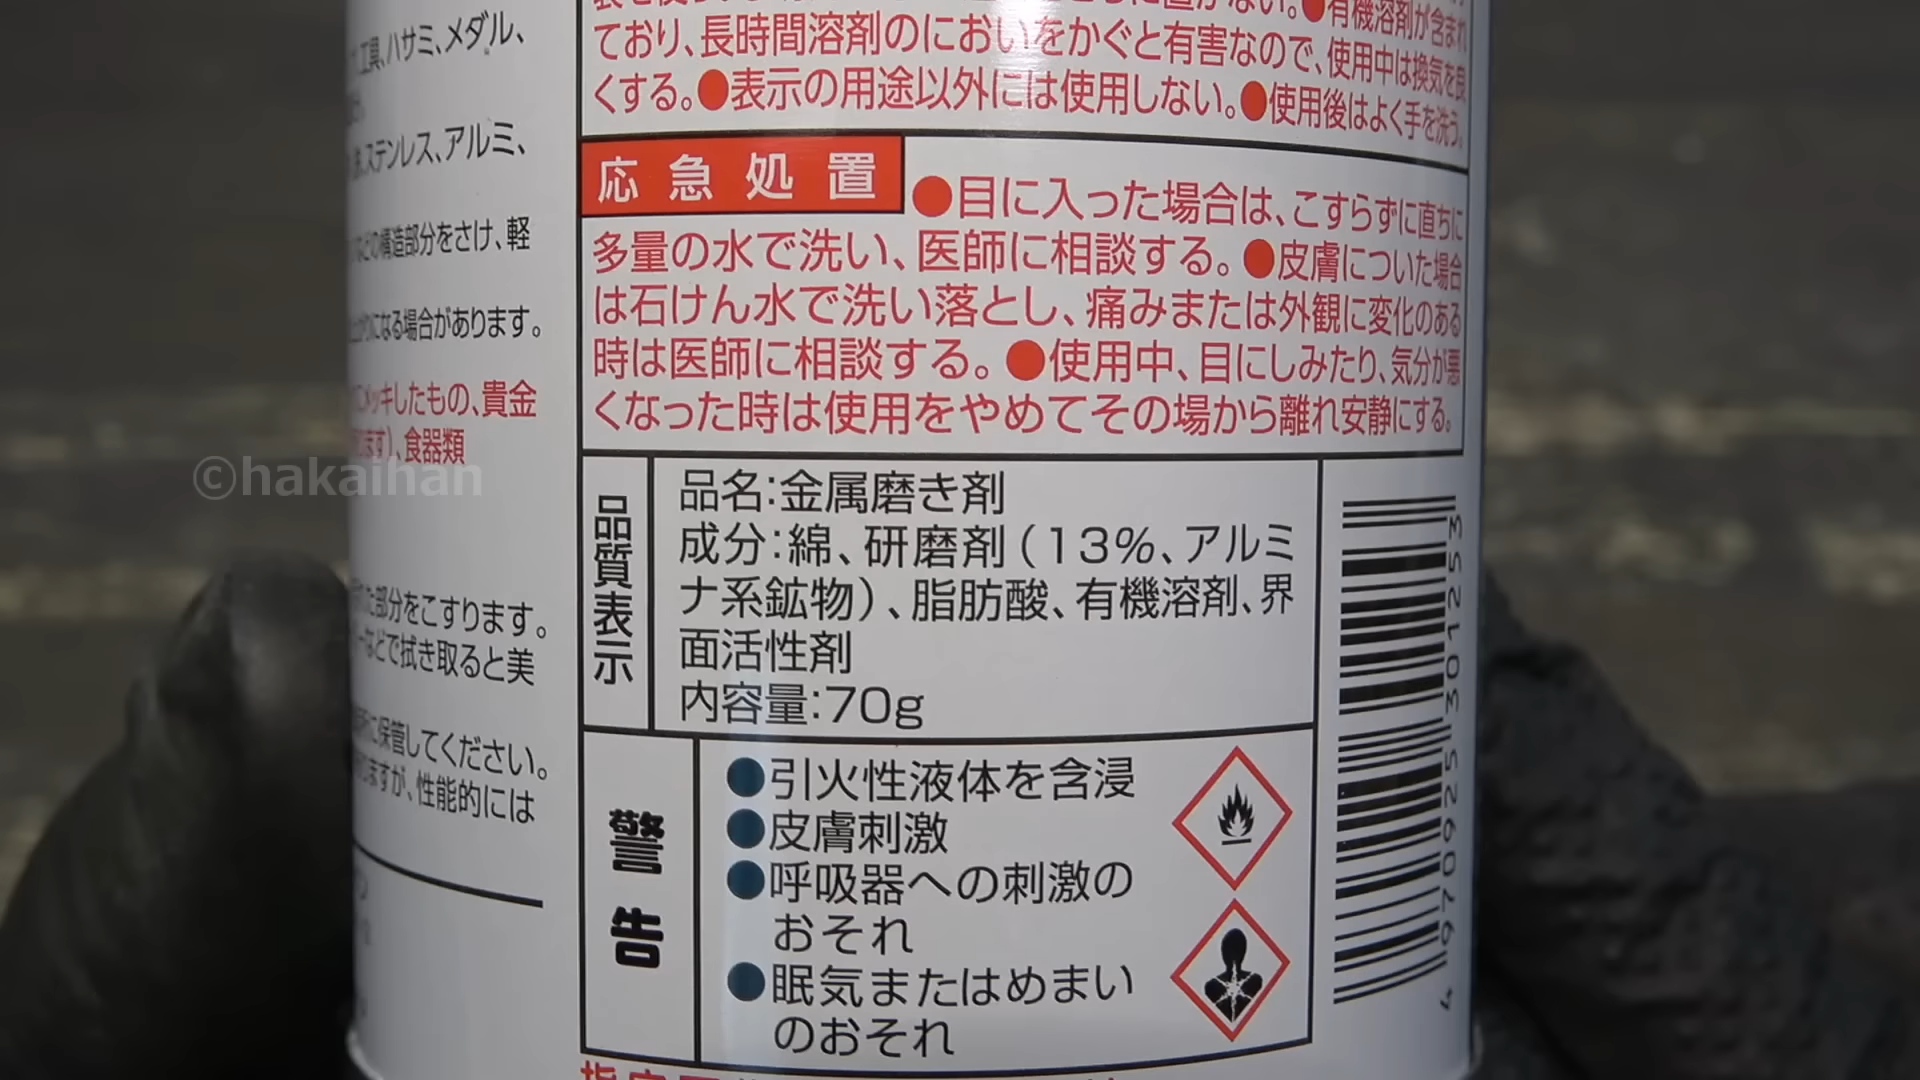 工具、ハサミ、メダル、
ステンレス、アルミ、
構造部分をさけ、軽
になる場合があります。
メッキしたもの、貴金
ます)、食器類
©hakaihan
た部分をこすります。
などで拭き取ると美
に保管してください。
ますが、性能的には
有機溶剤が含まれ
ており、長時間溶剤のにおいをかぐと有害なので、使用中は換気を良
くする。●表示の用途以外には使用しない。●使用後はよく手を洗う。
応急処置
●目に入った場合は、こすらずに直ちに
多量の水で洗い、医師に相談する。●皮膚についた場合
は石けん水で洗い落とし、痛みまたは外観に変化のある
時は医師に相談する。●使用中、目にしみたり、気分が悪
くなった時は使用をやめてその場から離れ安静にする。
品質表示
品名:金属磨き剤
成分:綿、研磨剤(13%、アルミ
ナ系鉱物)、脂肪酸、有機溶剤、界
面活性剤
内容量:70g
警告
●引火性液体を含浸
●皮膚刺激
●呼吸器への刺激の
おそれ
●眠気またはめまい
のおそれ
4 970925 301253